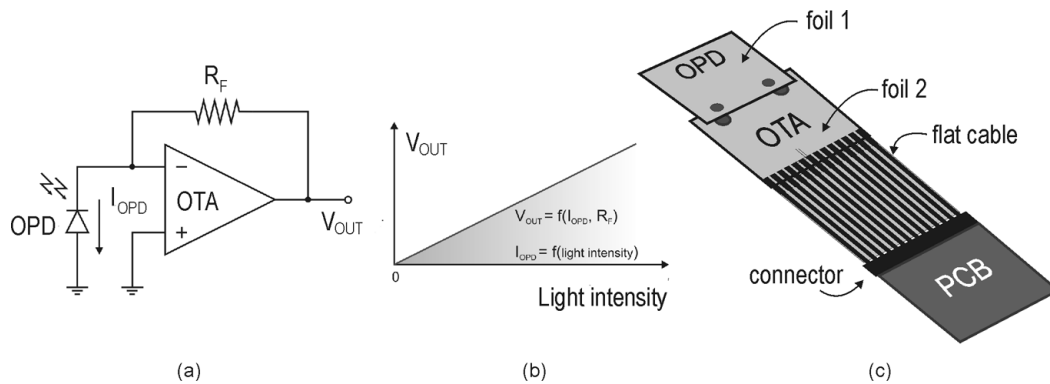 R_F
I_OPD
OPD
−
OTA
+
V_OUT
(a)
V_OUT
V_OUT = f(I_OPD, R_F)
I_OPD = f(light intensity)
0
Light intensity
(b)
foil 1
OPD
foil 2
OTA
flat cable
connector
PCB
(c)